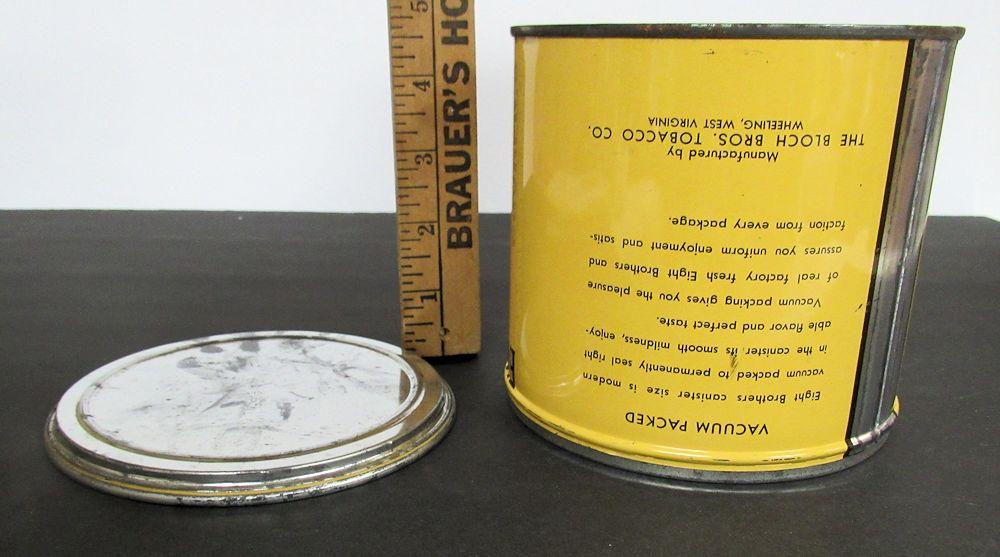 VACUUM PACKED
Eight Brothers canister size is modern
vacuum packed to permanently seal right
in the canister, its smooth mildness, enjoy-
able flavor and perfect taste.
Vacuum packing gives you the pleasure
of real factory fresh Eight Brothers and
assures you uniform enjoyment and satis-
faction from every package.
Manufactured by
THE BLOCH BROS. TOBACCO CO.
WHEELING, WEST VIRGINIA
BRAUER'S HO
1
2
3
4
5